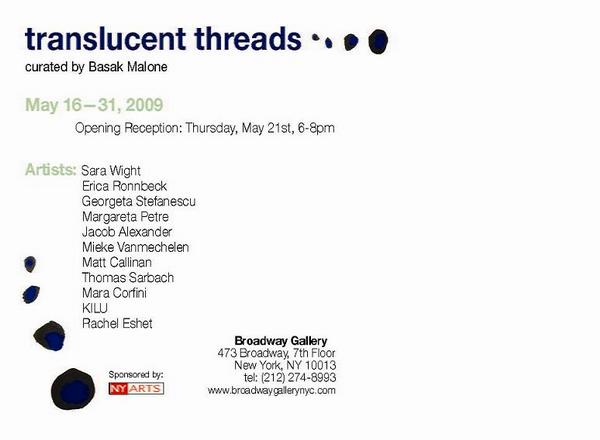 translucent threads
curated by Basak Malone
May 16—31, 2009
Opening Reception: Thursday, May 21st, 6-8pm
Artists: Sara Wight
Erica Ronnbeck
Georgeta Stefanescu
Margareta Petre
Jacob Alexander
Mieke Vanmechelen
Matt Callinan
Thomas Sarbach
Mara Corfini
KILU
Rachel Eshet
Broadway Gallery
473 Broadway, 7th Floor
New York, NY 10013
tel: (212) 274-8993
www.broadwaygallerynyc.com
Sponsored by:
NY ARTS